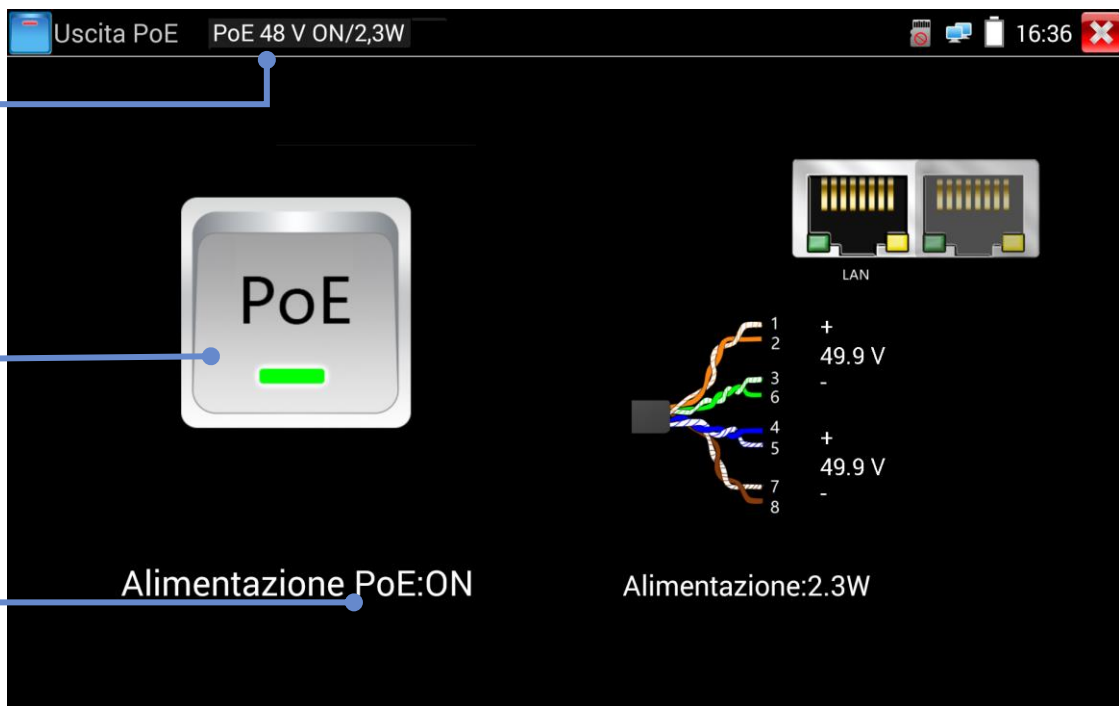 Uscita PoE PoE 48 V ON/2,3W 16:36
PoE
LAN
1 +
2 49.9 V
3 -
6
4 +
5 49.9 V
7 -
8
Alimentazione PoE:ON Alimentazione:2.3W